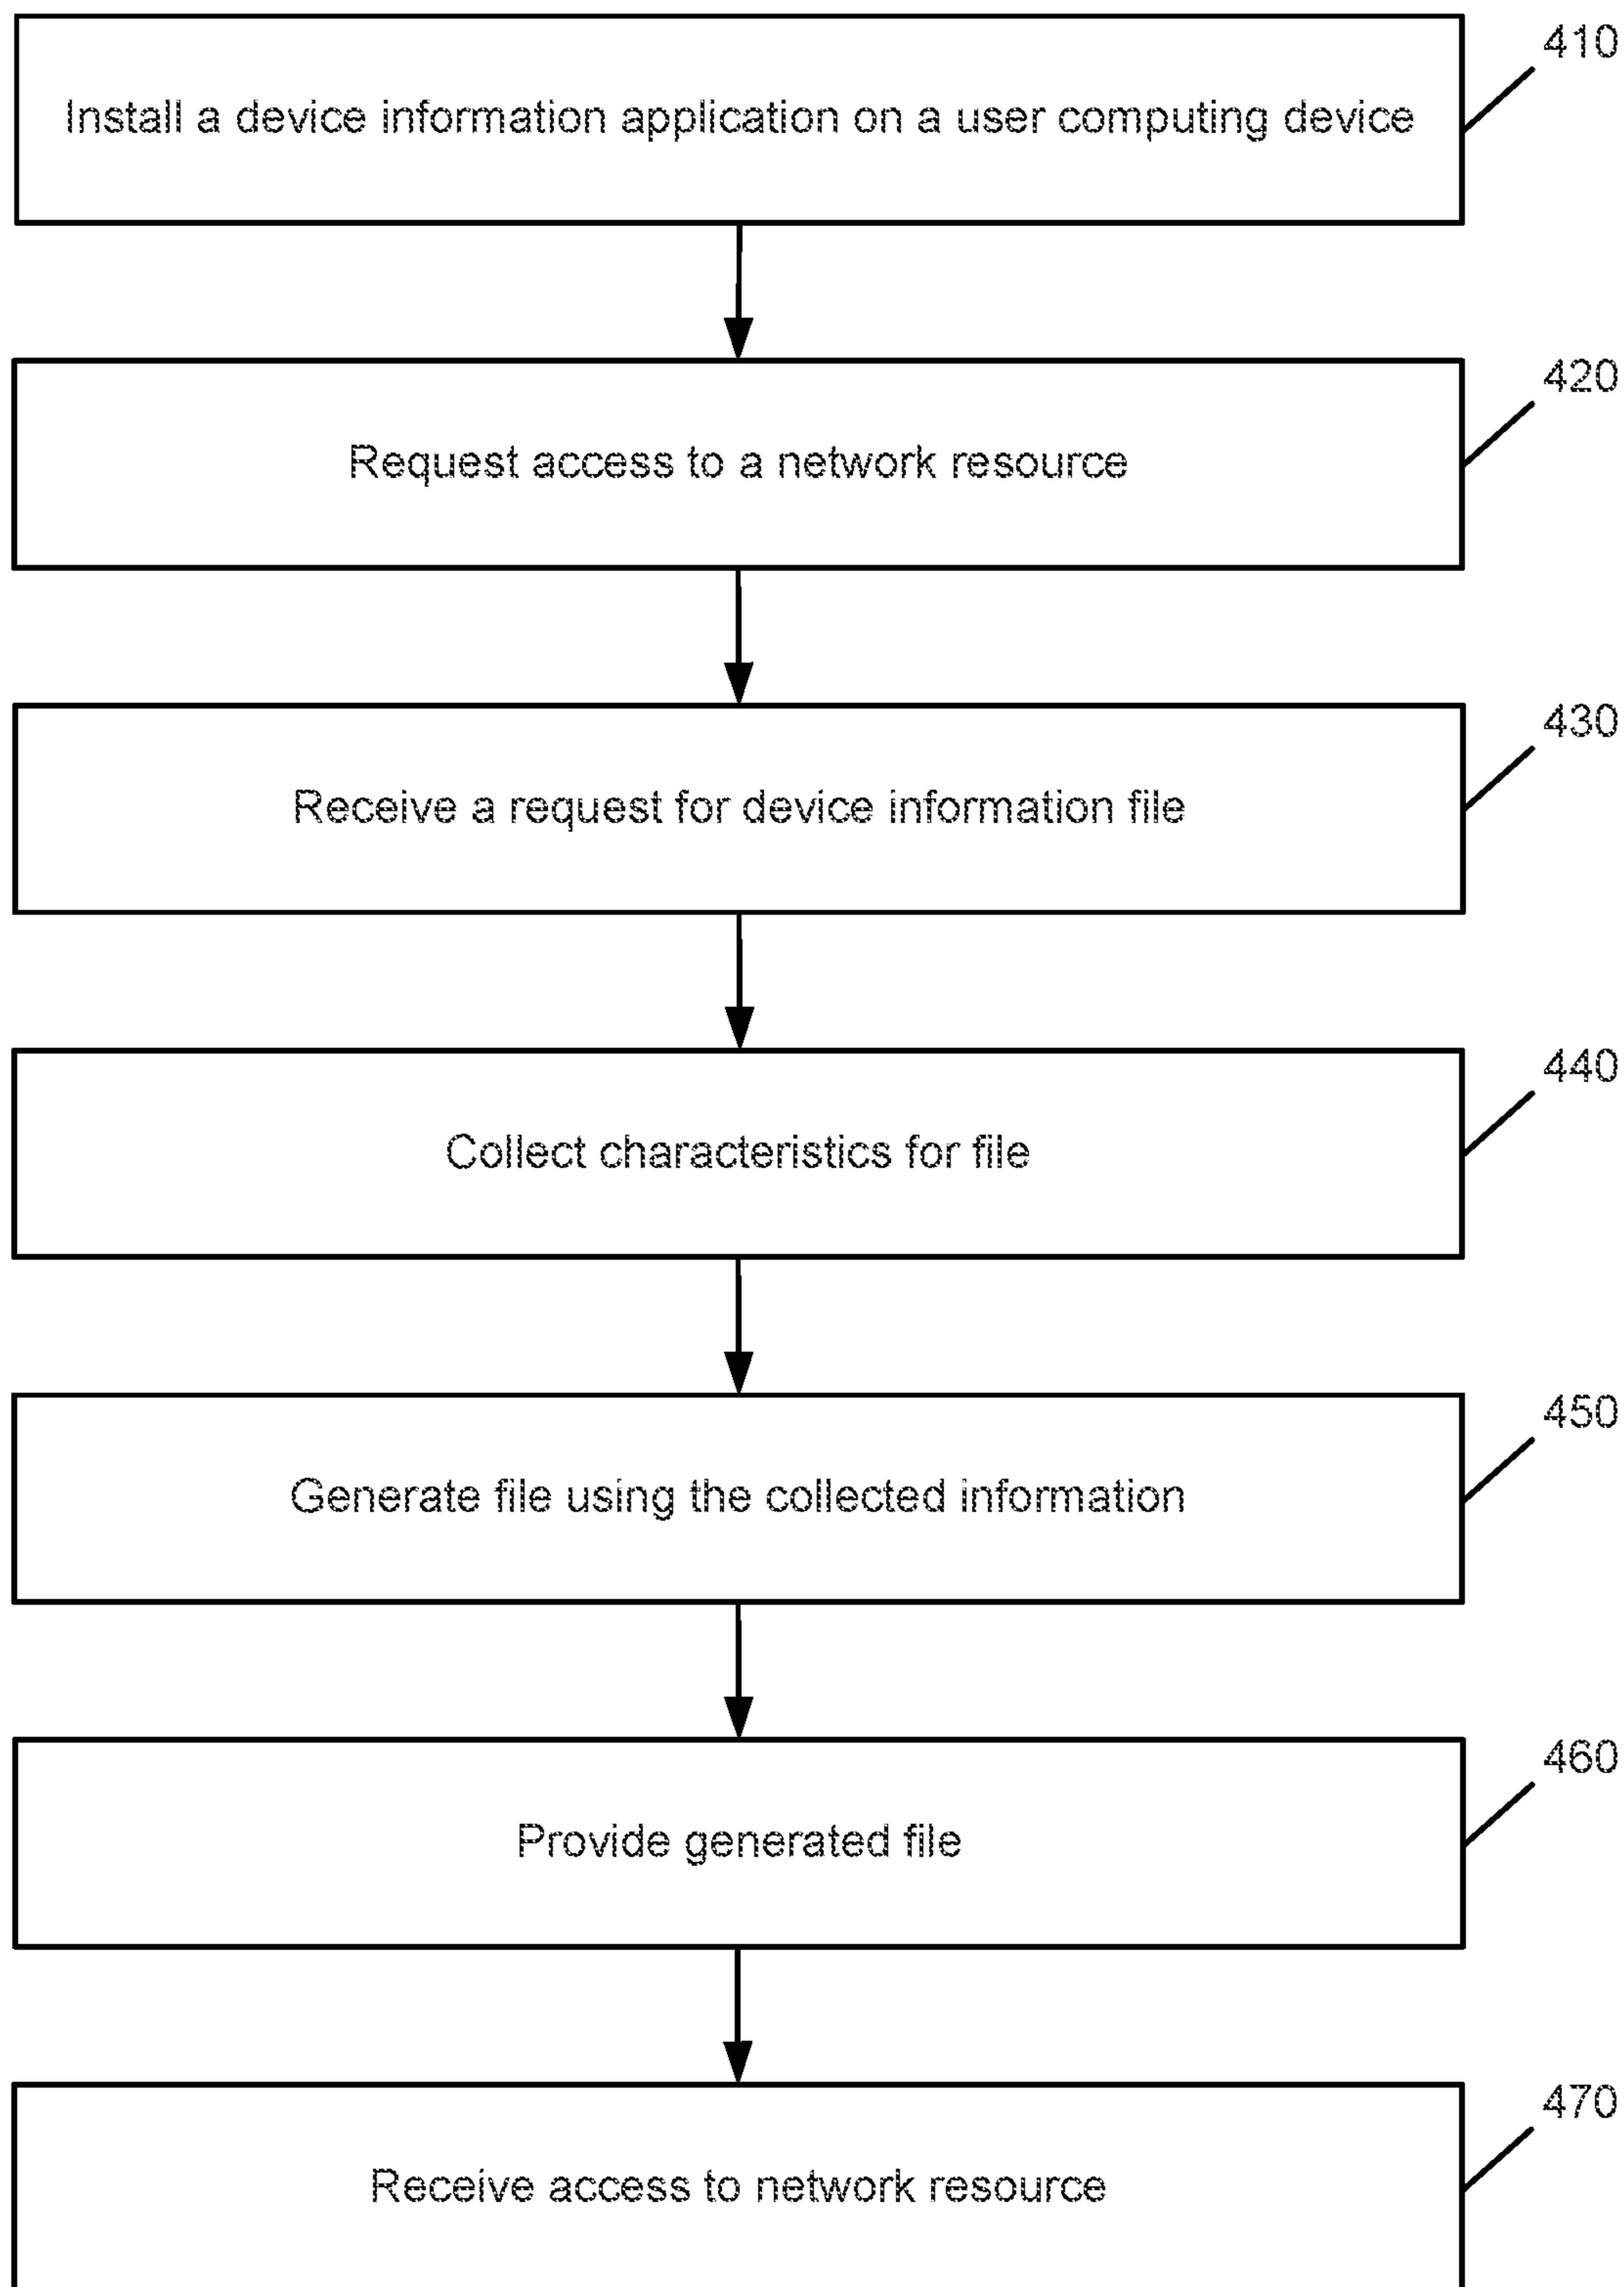 410
Install a device information application on a user computing device
420
Request access to a network resource
430
Receive a request for device information file
440
Collect characteristics for file
450
Generate file using the collected information
460
Provide generated file
470
Receive access to network resource